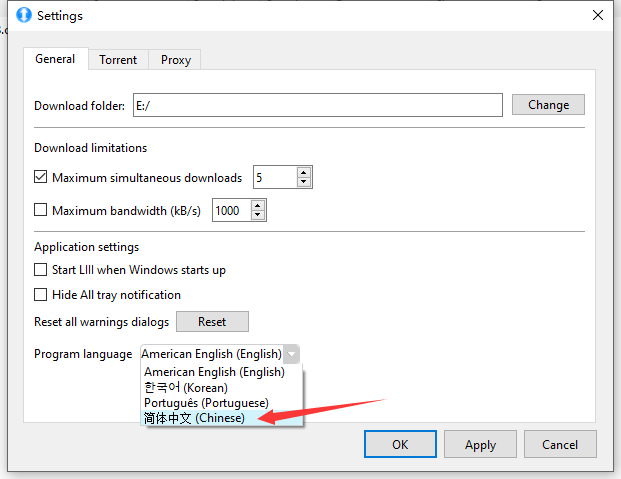 Settings
General Torrent Proxy
Download folder: E:/ Change
Download limitations
Maximum simultaneous downloads 5
Maximum bandwidth (kB/s) 1000
Application settings
Start LIII when Windows starts up
Hide All tray notification
Reset all warnings dialogs Reset
Program language American English (English)
American English (English)
한국어 (Korean)
Português (Portuguese)
简体中文 (Chinese)
OK Apply Cancel